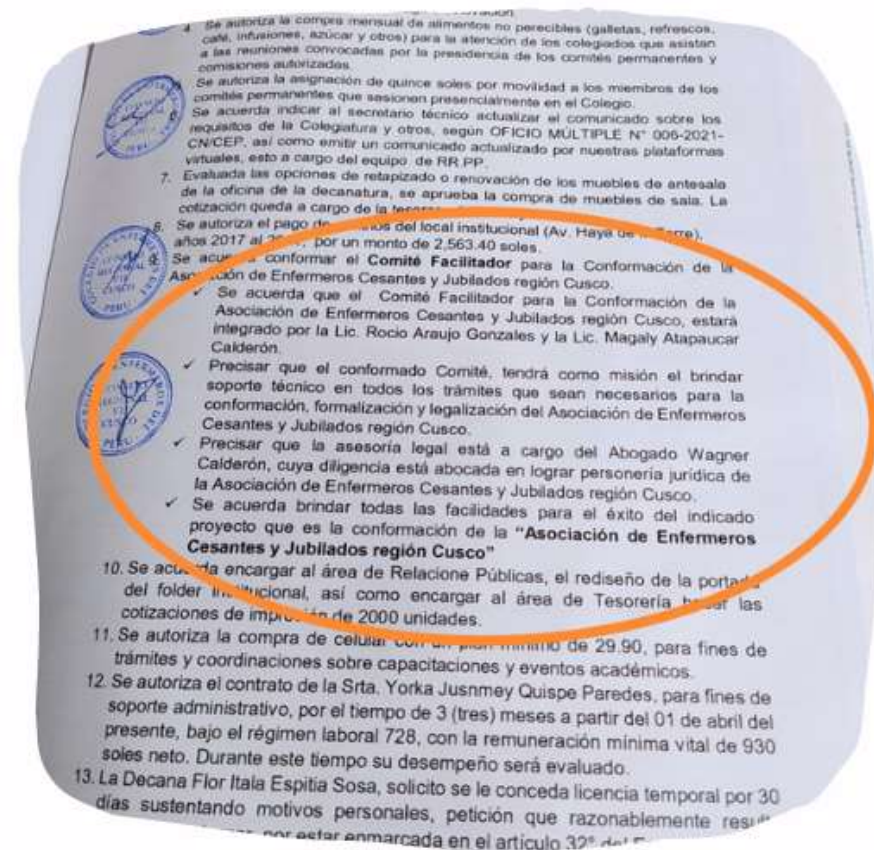 4. Se autoriza la compra mensual de alimentos no perecibles (galletas, refrescos,
café, infusiones, azúcar y otros) para la atención de los colegiados que asistan
a las reuniones convocadas por la presidencia de los comités permanentes y
comisiones autorizadas.
Se autoriza la asignación de quince soles por movilidad a los miembros de los
comités permanentes que sesionen presencialmente en el Colegio.
Se acuerda indicar al secretario técnico actualizar el comunicado sobre los
requisitos de la Colegiatura y otros, según OFICIO MÚLTIPLE N° 006-2021-
CN/CEP, así como emitir un comunicado actualizado por nuestras plataformas
virtuales, esto a cargo del equipo de RR.PP.
7. Evaluada las opciones de retapizado o renovación de los muebles de antesala
de la oficina de la decanatura, se aprueba la compra de muebles de sala. La
cotización queda a cargo de la
8. Se autoriza el pago de del local institucional (Av. Haya de la Torre),
años 2017 al por un monto de 2,563.40 soles.
9. Se acuerda conformar el Comité Facilitador para la Conformación de la
Asociación de Enfermeros Cesantes y Jubilados región Cusco.
✓ Se acuerda que el Comité Facilitador para la Conformación de la
Asociación de Enfermeros Cesantes y Jubilados región Cusco, estará
integrado por la Lic. Rocio Araujo Gonzales y la Lic. Magaly Atapaucar
Calderón.
✓ Precisar que el conformado Comité, tendrá como misión el brindar
soporte técnico en todos los trámites que sean necesarios para la
conformación, formalización y legalización del Asociación de Enfermeros
Cesantes y Jubilados región Cusco.
✓ Precisar que la asesoría legal está a cargo del Abogado Wagner
Calderón, cuya diligencia está abocada en lograr personería jurídica de
la Asociación de Enfermeros Cesantes y Jubilados región Cusco.
✓ Se acuerda brindar todas las facilidades para el éxito del indicado
proyecto que es la conformación de la “Asociación de Enfermeros
Cesantes y Jubilados región Cusco”
10. Se acuerda encargar al área de Relacione Públicas, el rediseño de la portada
del folder institucional, así como encargar al área de Tesorería hacer las
cotizaciones de impresión de 2000 unidades.
11. Se autoriza la compra de celular con un plan mínimo de 29.90, para fines de
trámites y coordinaciones sobre capacitaciones y eventos académicos.
12. Se autoriza el contrato de la Srta. Yorka Jusnmey Quispe Paredes, para fines de
soporte administrativo, por el tiempo de 3 (tres) meses a partir del 01 de abril del
presente, bajo el régimen laboral 728, con la remuneración mínima vital de 930
soles neto. Durante este tiempo su desempeño será evaluado.
13. La Decana Flor Itala Espitia Sosa, solicito se le conceda licencia temporal por 30
días sustentando motivos personales, petición que razonablemente
por estar enmarcada en el artículo 32° del